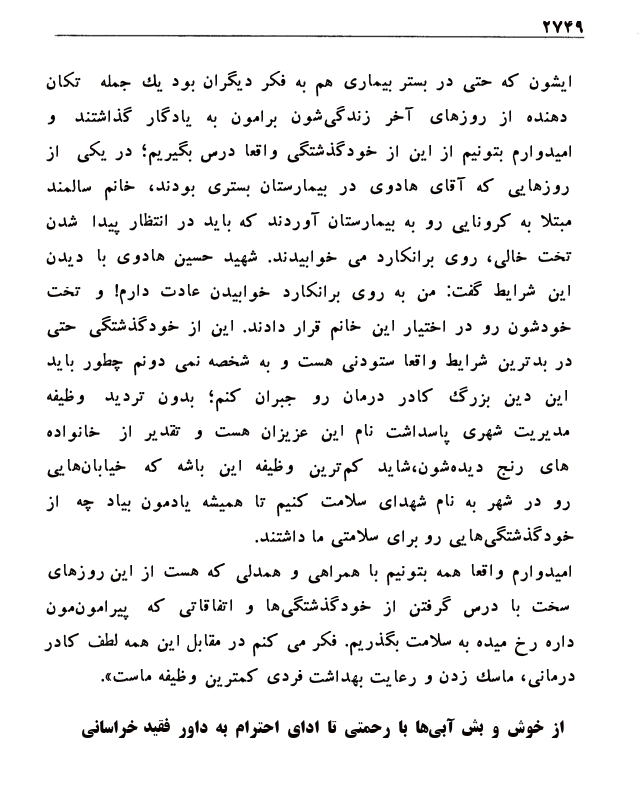 ۲۷۴۹
ایشون که حتی در بستر بیماری هم به فکر دیگران بود یك جمله تکان
دهنده از روزهای آخر زندگی‌شون برامون به یادگار گذاشتند و
امیدوارم بتونیم از این از خودگذشتگی واقعا درس بگیریم؛ در یکی از
روزهایی که آقای هادوی در بیمارستان بستری بودند، خانم سالمند
مبتلا به کرونایی رو به بیمارستان آوردند که باید در انتظار پیدا شدن
تخت خالی، روی برانکارد می خوابیدند. شهید حسین هادوی با دیدن
این شرایط گفت: من به روی برانکارد خوابیدن عادت دارم! و تخت
خودشون رو در اختیار این خانم قرار دادند. این از خودگذشتگی حتی
در بدترین شرایط واقعا ستودنی هست و به شخصه نمی دونم چطور باید
این دین بزرگ کادر درمان رو جبران کنم؛ بدون تردید وظیفه
مدیریت شهری پاسداشت نام این عزیزان هست و تقدیر از خانواده
های رنج دیده‌شون،شاید کم‌ترین وظیفه این باشه که خیابان‌هایی
رو در شهر به نام شهدای سلامت کنیم تا همیشه یادمون بیاد چه از
خودگذشتگی‌هایی رو برای سلامتی ما داشتند.
امیدوارم واقعا همه بتونیم با همراهی و همدلی که هست از این روزهای
سخت با درس گرفتن از خودگذشتگی‌ها و اتفاقاتی که پیرامون‌مون
داره رخ میده به سلامت بگذریم. فکر می کنم در مقابل این همه لطف کادر
درمانی، ماسك زدن و رعایت بهداشت فردی کمترین وظیفه ماست».
از خوش و بش آبی‌ها با رحمتی تا ادای احترام به داور فقید خراسانی